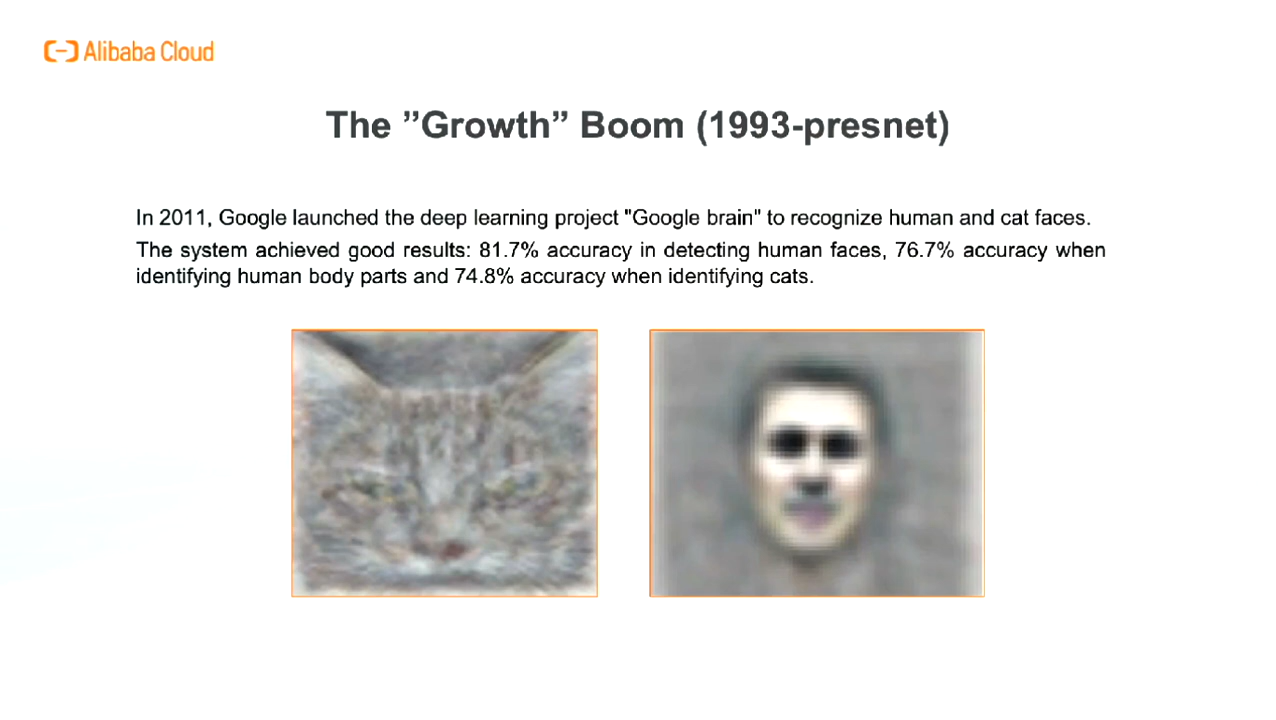 Alibaba Cloud
The ”Growth” Boom (1993-presnet)
In 2011, Google launched the deep learning project "Google brain" to recognize human and cat faces.
The system achieved good results: 81.7% accuracy in detecting human faces, 76.7% accuracy when
identifying human body parts and 74.8% accuracy when identifying cats.